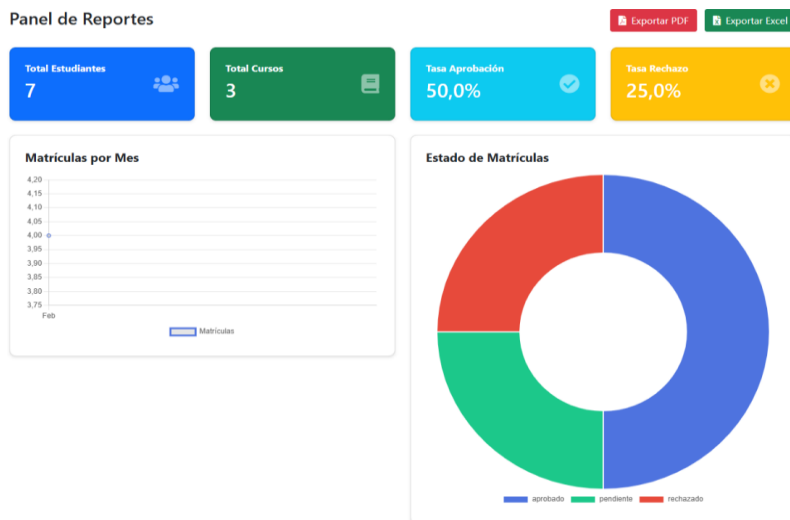 Panel de Reportes
Exportar PDF
Exportar Excel
Total Estudiantes
7
Total Cursos
3
Tasa Aprobación
50,0%
Tasa Rechazo
25,0%
Matrículas por Mes
4,20
4,15
4,10
4,05
4,00
3,95
3,90
3,85
3,80
3,75
Feb
Matrículas
Estado de Matrículas
aprobado
pendiente
rechazado